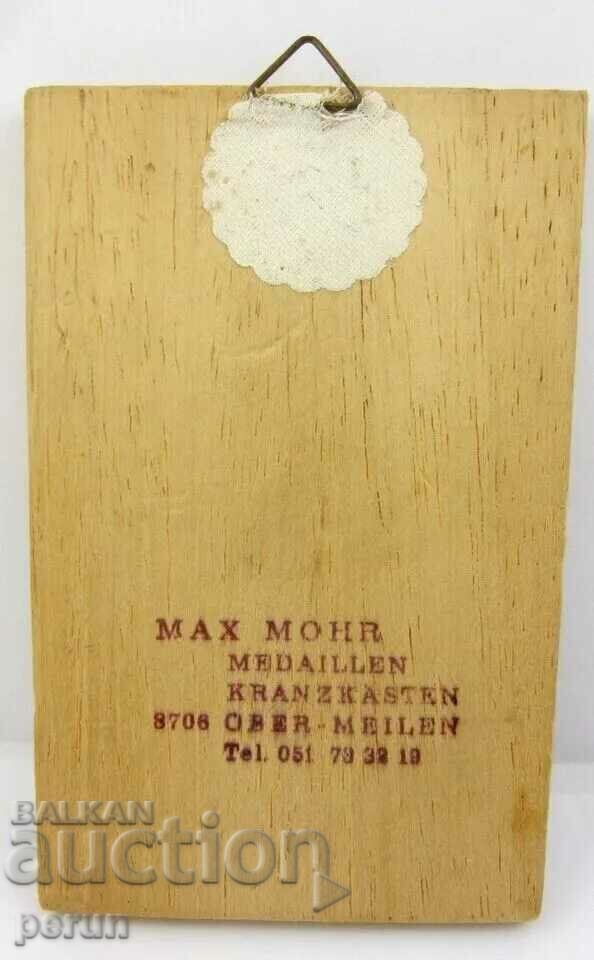 MAX MOHR
MEDAILLEN
KRANZKASTEN
8706 OBER-MEILEN
Tel. 051 73 32 19
BALKAN
auction
perun